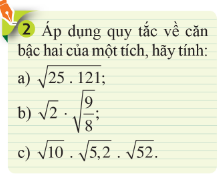 2 Áp dụng quy tắc về căn
bậc hai của một tích, hãy tính:
a) √(25 . 121);
b) √2 . √(9/8);
c) √10 . √5,2 . √52.